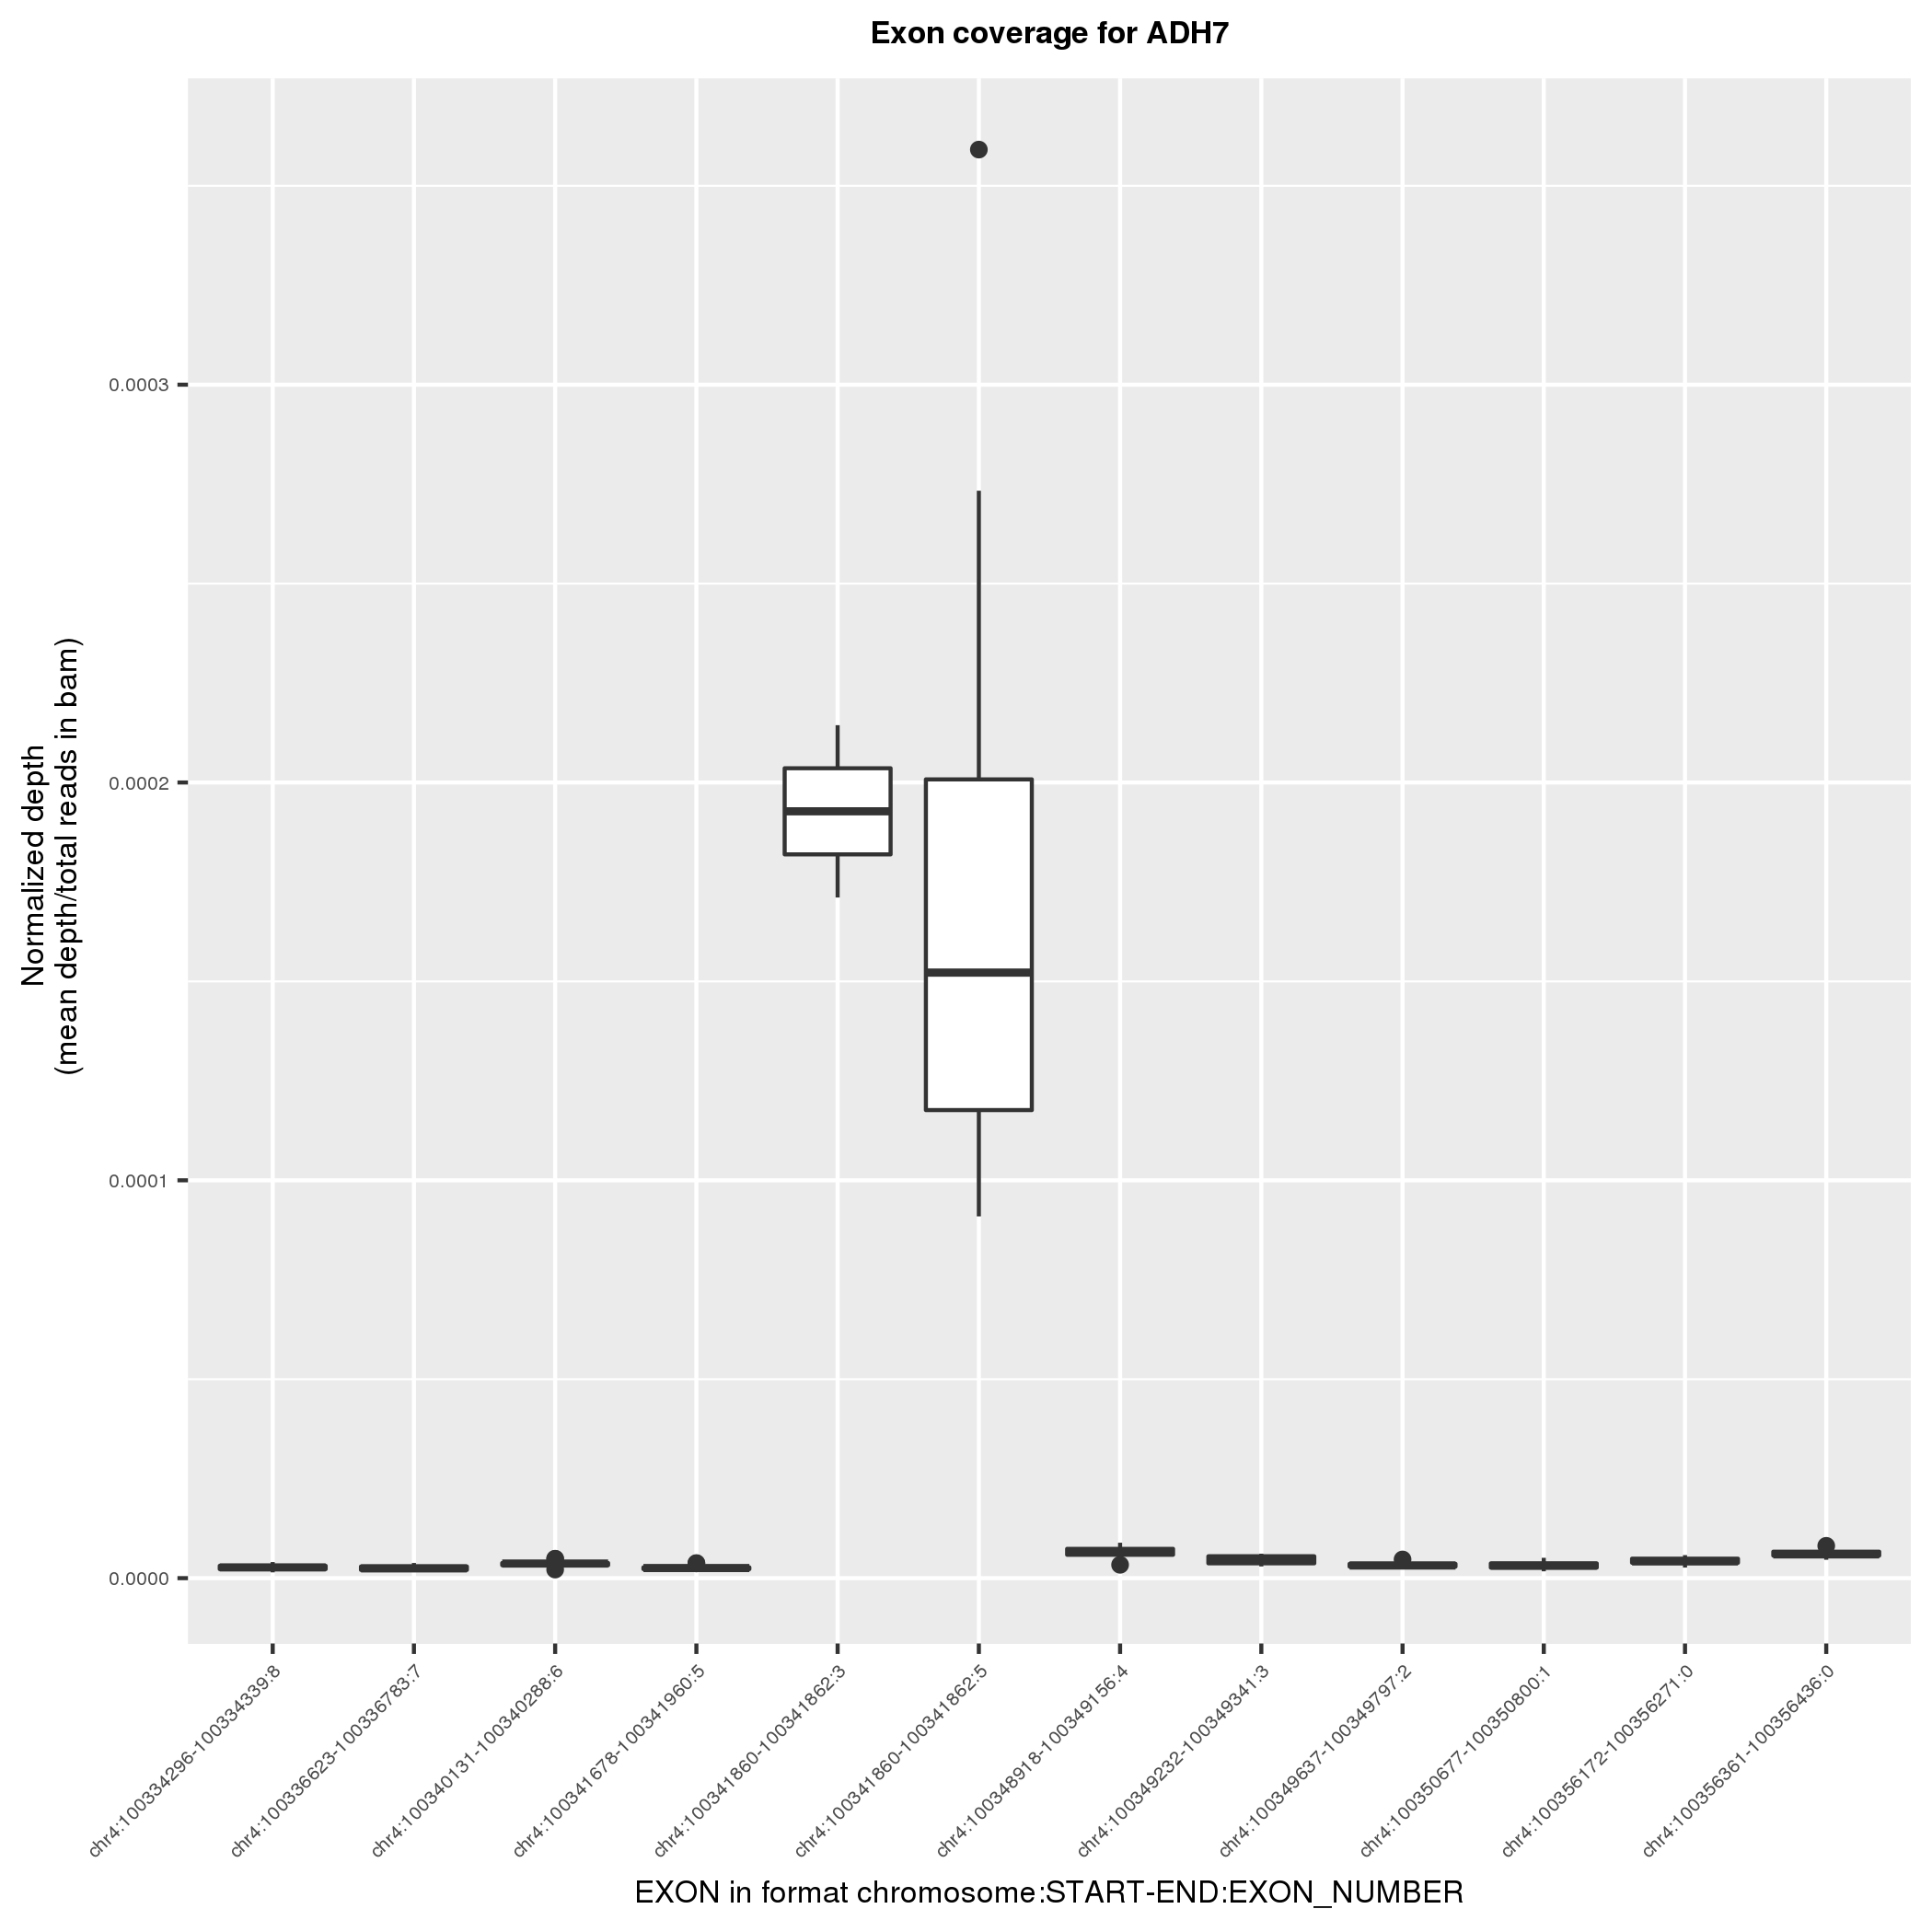 Exon coverage for ADH7
Normalized depth
(mean depth/total reads in bam)
0.0003
0.0002
0.0001
0.0000
chr4:100334296-100334339:8
chr4:100336623-100336783:7
chr4:100340131-100340288:6
chr4:100341678-100341960:5
chr4:100341860-100341862:3
chr4:100341860-100341862:5
chr4:100348918-100349156:4
chr4:100349232-100349341:3
chr4:100349637-100349797:2
chr4:100350677-100350800:1
chr4:100356172-100356271:0
chr4:100356361-100356436:0
EXON in format chromosome:START-END:EXON_NUMBER